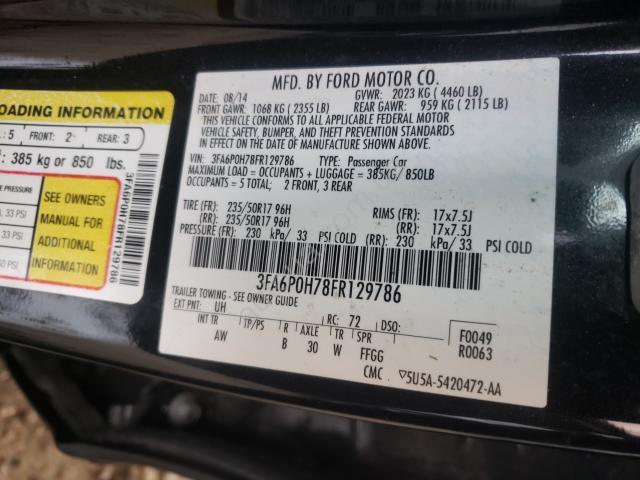 MFD. BY FORD MOTOR CO.
DATE: 08/14 GVWR: 2023 KG ( 4460 LB)
FRONT GAWR: 1068 KG ( 2355 LB) REAR GAWR: 959 KG ( 2115 LB)
THIS VEHICLE CONFORMS TO ALL APPLICABLE FEDERAL MOTOR
VEHICLE SAFETY, BUMPER, AND THEFT PREVENTION STANDARDS
IN EFFECT ON THE DATE OF MANUFACTURE SHOWN ABOVE.
VIN: 3FA6P0H78FR129786 TYPE: Passenger Car
MAXIMUM LOAD = OCCUPANTS + LUGGAGE = 385KG/ 850LB
OCCUPANTS = 5 TOTAL; 2 FRONT, 3 REAR
TIRE (FR): 235/50R17 96H RIMS (FR): 17x7.5J
(RR): 235/50R17 96H (RR): 17x7.5J
PRESSURE (FR): 230 kPa/ 33 PSI COLD (RR): 230 kPa/ 33 PSI COLD
3FA6P0H78FR129786
TRAILER TOWING - SEE OWNER GUIDE
EXT PNT: UH RC: 72 DSO: F0049
INT TR TP/PS R AXLE TR SPR R0063
AW B 30 W FFGG
CMC ▽5U5A-5420472-AA
LOADING INFORMATION
: 5 FRONT: 2 REAR: 3
: 385 kg or 850 lbs.
PRESSURE
33 PSI
33 PSI
60 PSI
SEE OWNERS
MANUAL FOR
ADDITIONAL
INFORMATION
3FA6P0H78FR129786